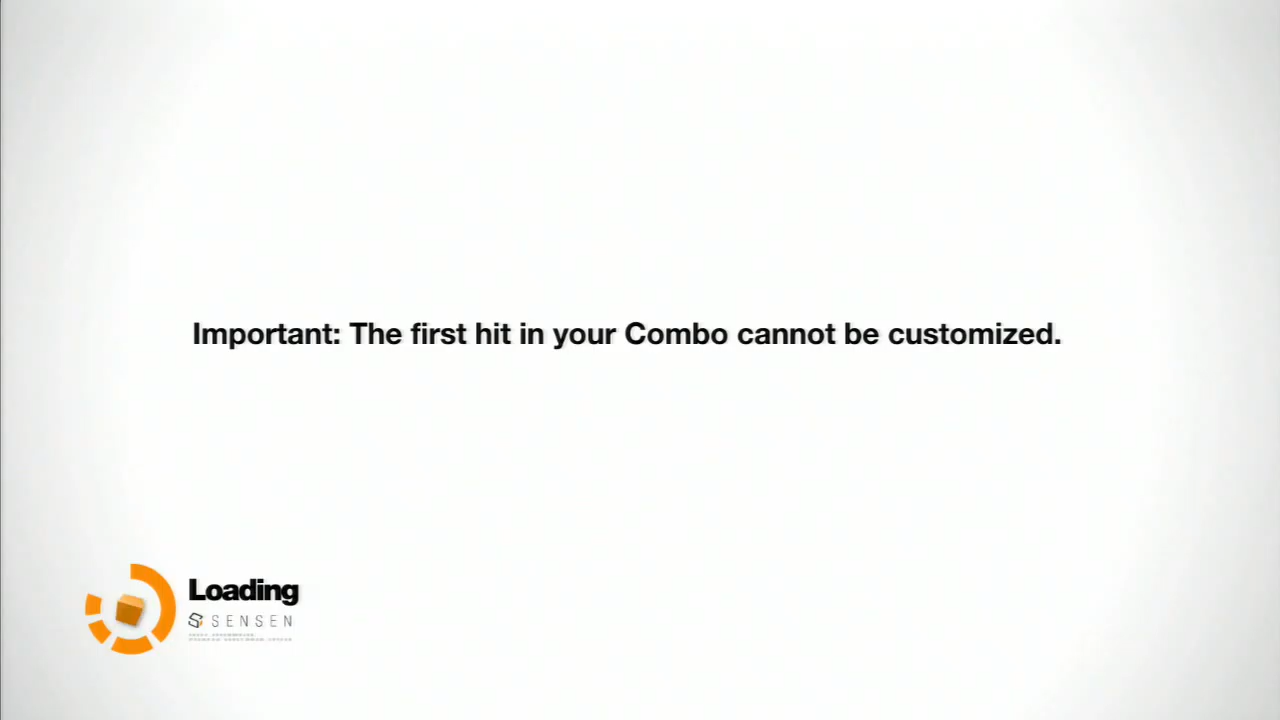 Important: The first hit in your Combo cannot be customized.
Loading
SENSEN